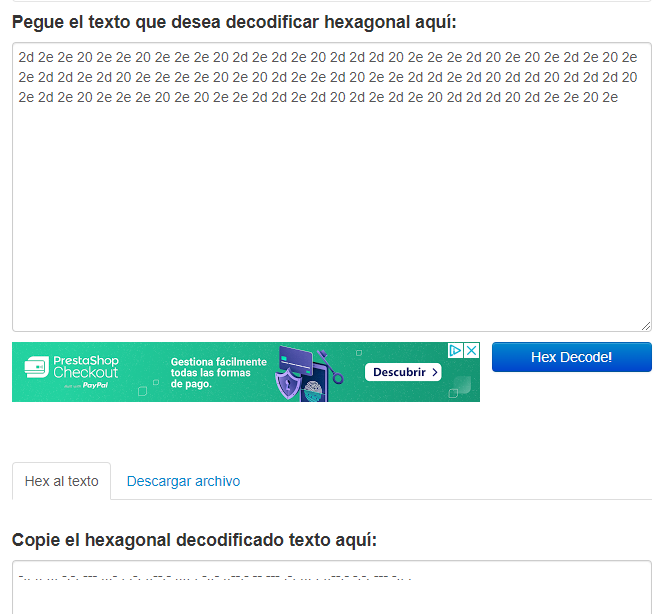 Pegue el texto que desea decodificar hexagonal aquí:
2d 2e 2e 20 2e 2e 20 2e 2e 2e 20 2d 2e 2d 2e 20 2d 2d 2d 20 2e 2e 2e 2d 20 2e 20 2e 2d 2e 20 2e
2e 2d 2d 2e 2d 20 2e 2e 2e 2e 20 2e 20 2d 2e 2e 2d 20 2e 2e 2d 2d 2e 2d 20 2d 2d 20 2d 2d 2d 20
2e 2d 2e 20 2e 2e 2e 20 2e 20 2e 2e 2d 2d 2e 2d 20 2d 2e 2d 2e 20 2d 2d 2d 20 2d 2e 2e 20 2e
PrestaShop
Checkout
PayPal
Gestiona fácilmente
todas las formas
de pago.
Descubrir
Hex Decode!
Hex al texto
Descargar archivo
Copie el hexagonal decodificado texto aquí:
-.. .. ... -.-. --- ...- . .-. ..--.- .... . -..- ..--.- -- --- .-. ... . ..--.- -.-. --- -.. .